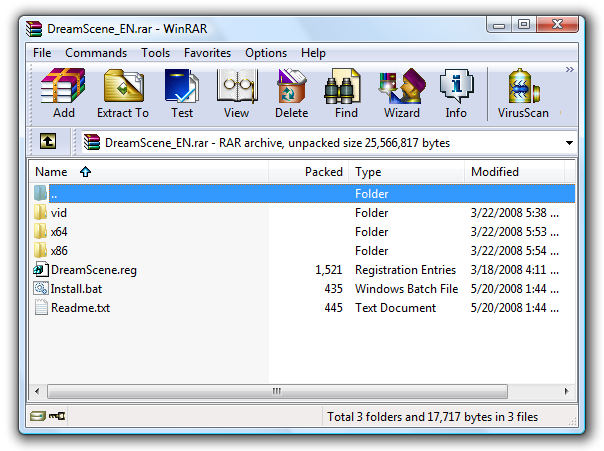 DreamScene_EN.rar - WinRAR
File Commands Tools Favorites Options Help
Add Extract To Test View Delete Find Wizard Info VirusScan
DreamScene_EN.rar - RAR archive, unpacked size 25,566,817 bytes
Name Packed Type Modified
.. Folder
vid Folder 3/22/2008 5:38 ...
x64 Folder 3/22/2008 5:53 ...
x86 Folder 3/22/2008 5:54 ...
DreamScene.reg 1,521 Registration Entries 3/18/2008 4:11 ...
Install.bat 435 Windows Batch File 5/20/2008 1:44 ...
Readme.txt 445 Text Document 5/20/2008 1:44 ...
Total 3 folders and 17,717 bytes in 3 files